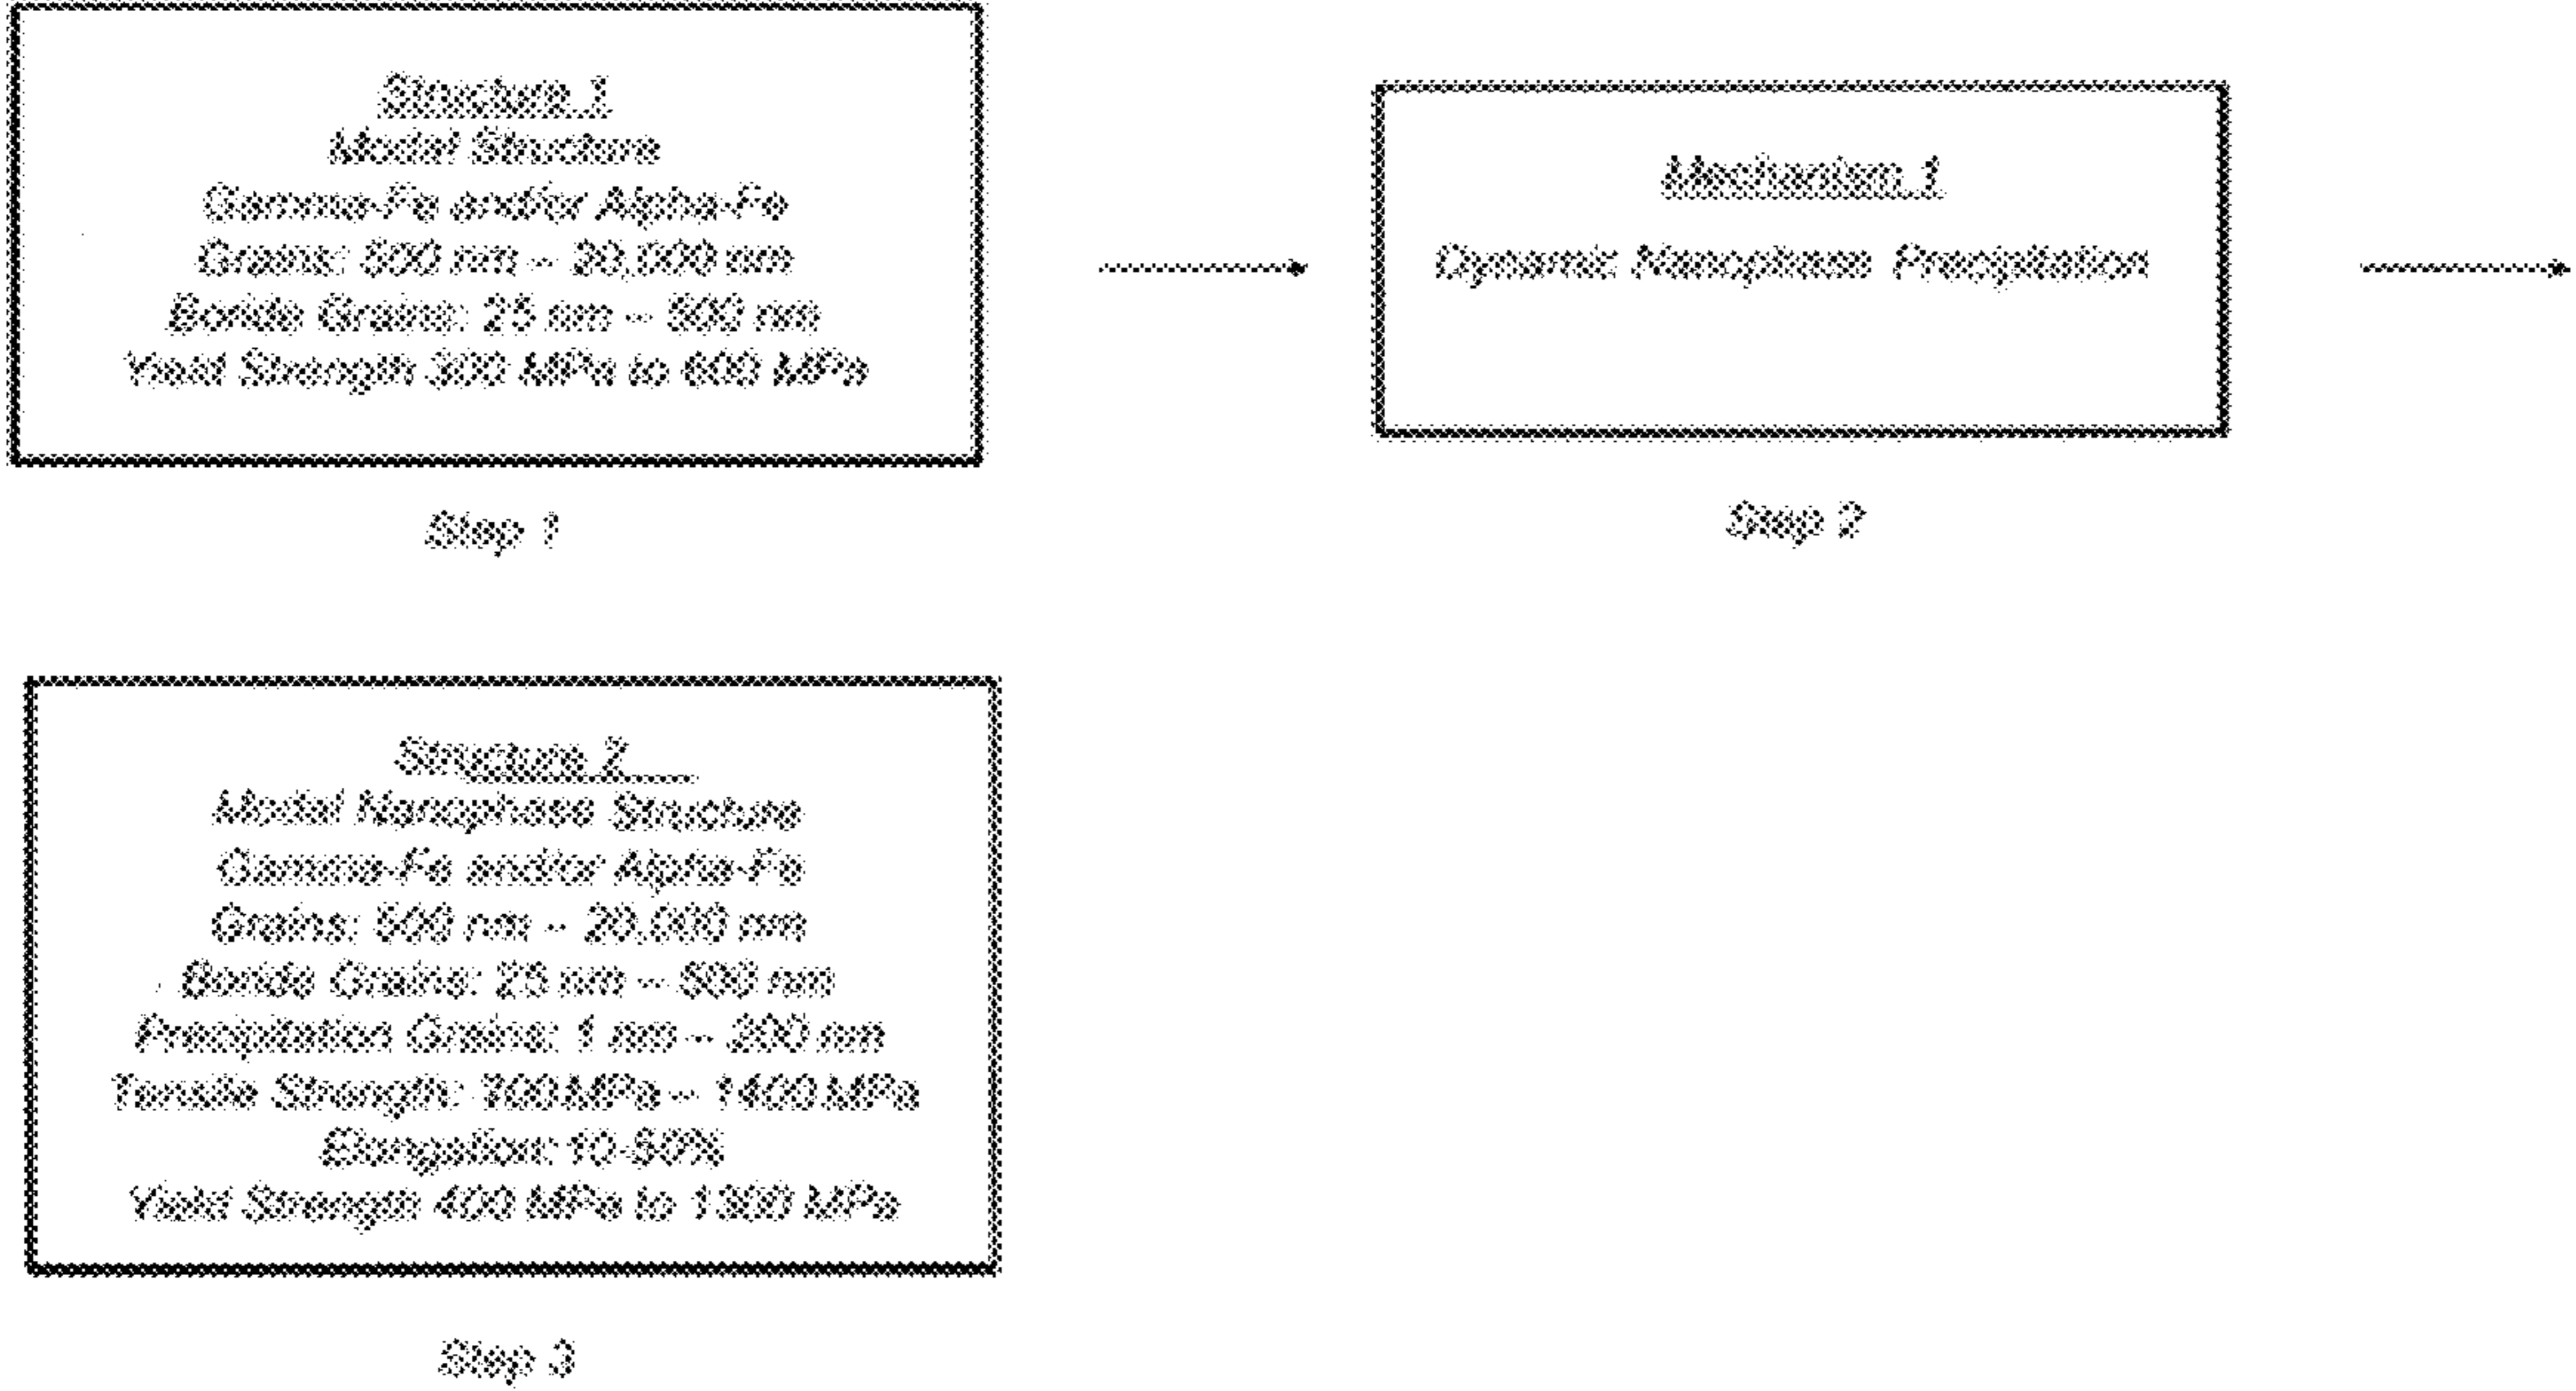 Structure 1
Modal Structure
Gamma-Fe and/or Alpha-Fe
Grains: 500 nm – 20,000 nm
Boride Grains: 25 nm – 500 nm
Yield Strength 300 MPa to 600 MPa
Step 1
Mechanism 1
Dynamic Nanophase Precipitation
Step 2
Structure 2
Modal Nanophase Structure
Gamma-Fe and/or Alpha-Fe
Grains: 500 nm – 20,000 nm
Boride Grains: 25 nm – 500 nm
Precipitation Grains: 1 nm – 200 nm
Tensile Strength: 700 MPa – 1400 MPa
Elongation: 10-50%
Yield Strength 400 MPa to 1300 MPa
Step 3